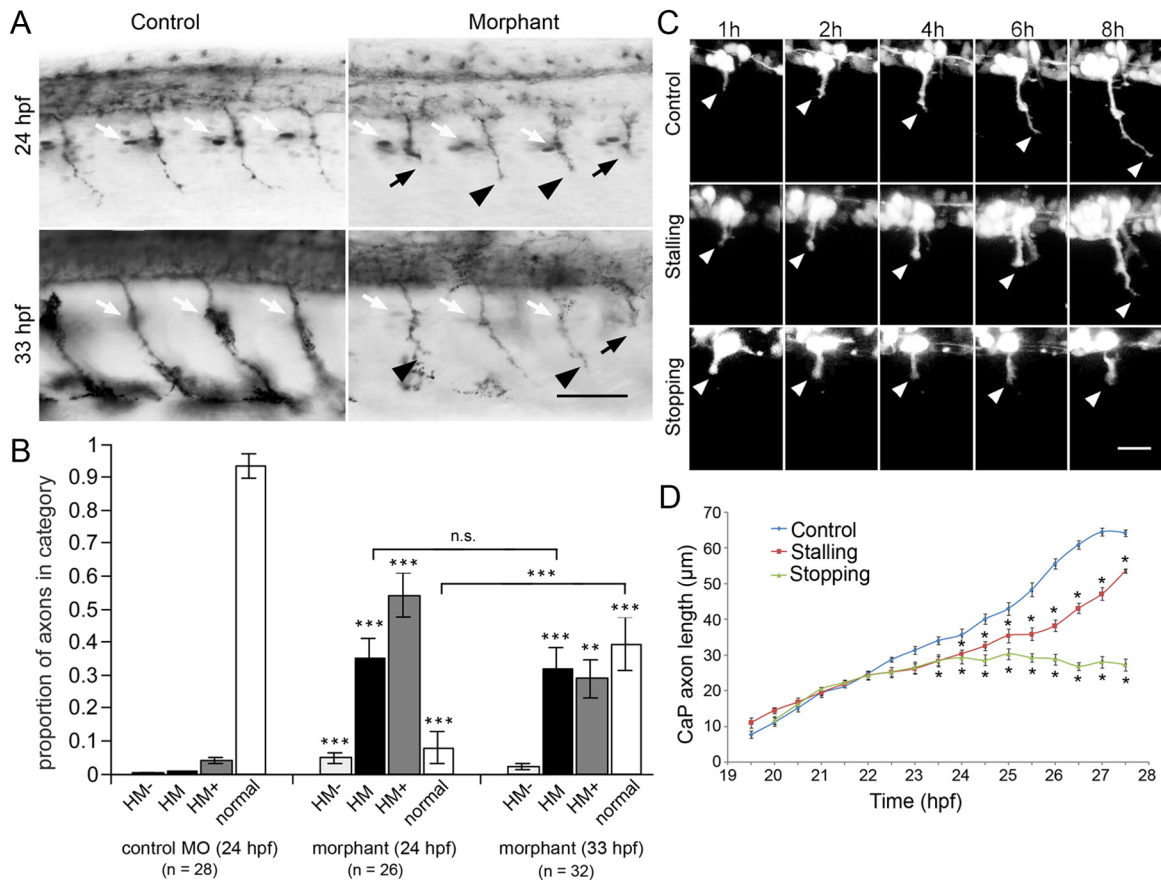 A
Control
Morphant
24 hpf
33 hpf
B
proportion of axons in category
1
0.9
0.8
0.7
0.6
0.5
0.4
0.3
0.2
0.1
0
n.s.
***
***
***
***
***
***
**
***
HM-
HM
HM+
normal
HM-
HM
HM+
normal
HM-
HM
HM+
normal
control MO (24 hpf)
(n = 28)
morphant (24 hpf)
(n = 26)
morphant (33 hpf)
(n = 32)
C
1h
2h
4h
6h
8h
Control
Stalling
Stopping
D
CaP axon length (µm)
70
60
50
40
30
20
10
0
Control
Stalling
Stopping
* * * * * * * *
* * * * * * * * *
19 20 21 22 23 24 25 26 27 28
Time (hpf)